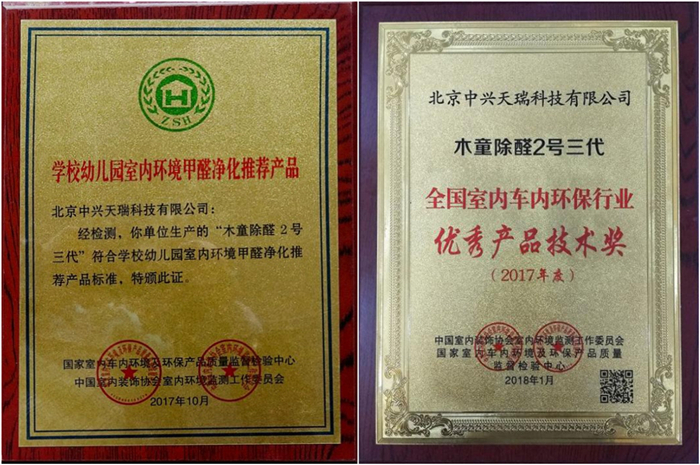 ZSH
学校幼儿园室内环境甲醛净化推荐产品
北京中兴天瑞科技有限公司：
经检测，你单位生产的“木童除醛2号
三代”符合学校幼儿园室内环境甲醛净化推
荐产品标准，特颁此证。
国家室内车内环境及环保产品质量监督检验中心
中国室内装饰协会室内环境监测工作委员会
2017年10月
北京中兴天瑞科技有限公司
木童除醛2号三代
全国室内车内环保行业
优秀产品技术奖
（2017年度）
中国室内装饰协会室内环境监测工作委员会
国家室内车内环境及环保产品质量
监督检验中心
2018年1月